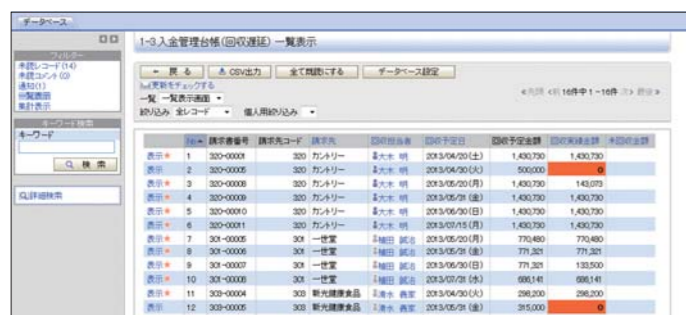 データベース
フィルター
未読レコード(14)
未読コメント(0)
通知(1)
一覧画面
集計表示
キーワード検索
キーワード
検 索
詳細検索
1-3入金管理台帳(回収遅延) 一覧表示
戻 る CSV出力 全て既読にする データベース設定
更新をチェックする
一覧 一覧表示画面
絞り込み 全レコード 個人用絞り込み
16件中 1 - 16件
No 請求書番号 請求先コード 請求先 回収担当者 回収予定日 回収予定金額 回収実績金額 未回収金額
表示 1 320-00001 320 カントリー 大木 明 2013/04/20(土) 1,430,730 1,430,730
表示 2 320-00005 320 カントリー 大木 明 2013/04/30(火) 500,000 0
表示 3 320-00008 320 カントリー 大木 明 2013/05/20(月) 1,430,730 143,073
表示 4 320-00009 320 カントリー 大木 明 2013/05/31(金) 1,430,730 1,430,730
表示 5 320-00010 320 カントリー 大木 明 2013/06/30(日) 1,430,730 1,430,730
表示 6 320-00011 320 カントリー 大木 明 2013/07/15(月) 1,430,730 1,430,730
表示 7 301-00005 301 一世堂 植田 誠治 2013/05/20(月) 770,480 770,480
表示 8 301-00006 301 一世堂 植田 誠治 2013/05/31(金) 771,321 771,321
表示 9 301-00007 301 一世堂 植田 誠治 2013/06/30(日) 771,321 133,500
表示 10 301-00008 301 一世堂 植田 誠治 2013/07/31(水) 686,141 686,141
表示 11 303-00004 303 新光健康食品 清水 義家 2013/04/30(火) 298,200 298,200
表示 12 303-00005 303 新光健康食品 清水 義家 2013/05/31(金) 315,000 0